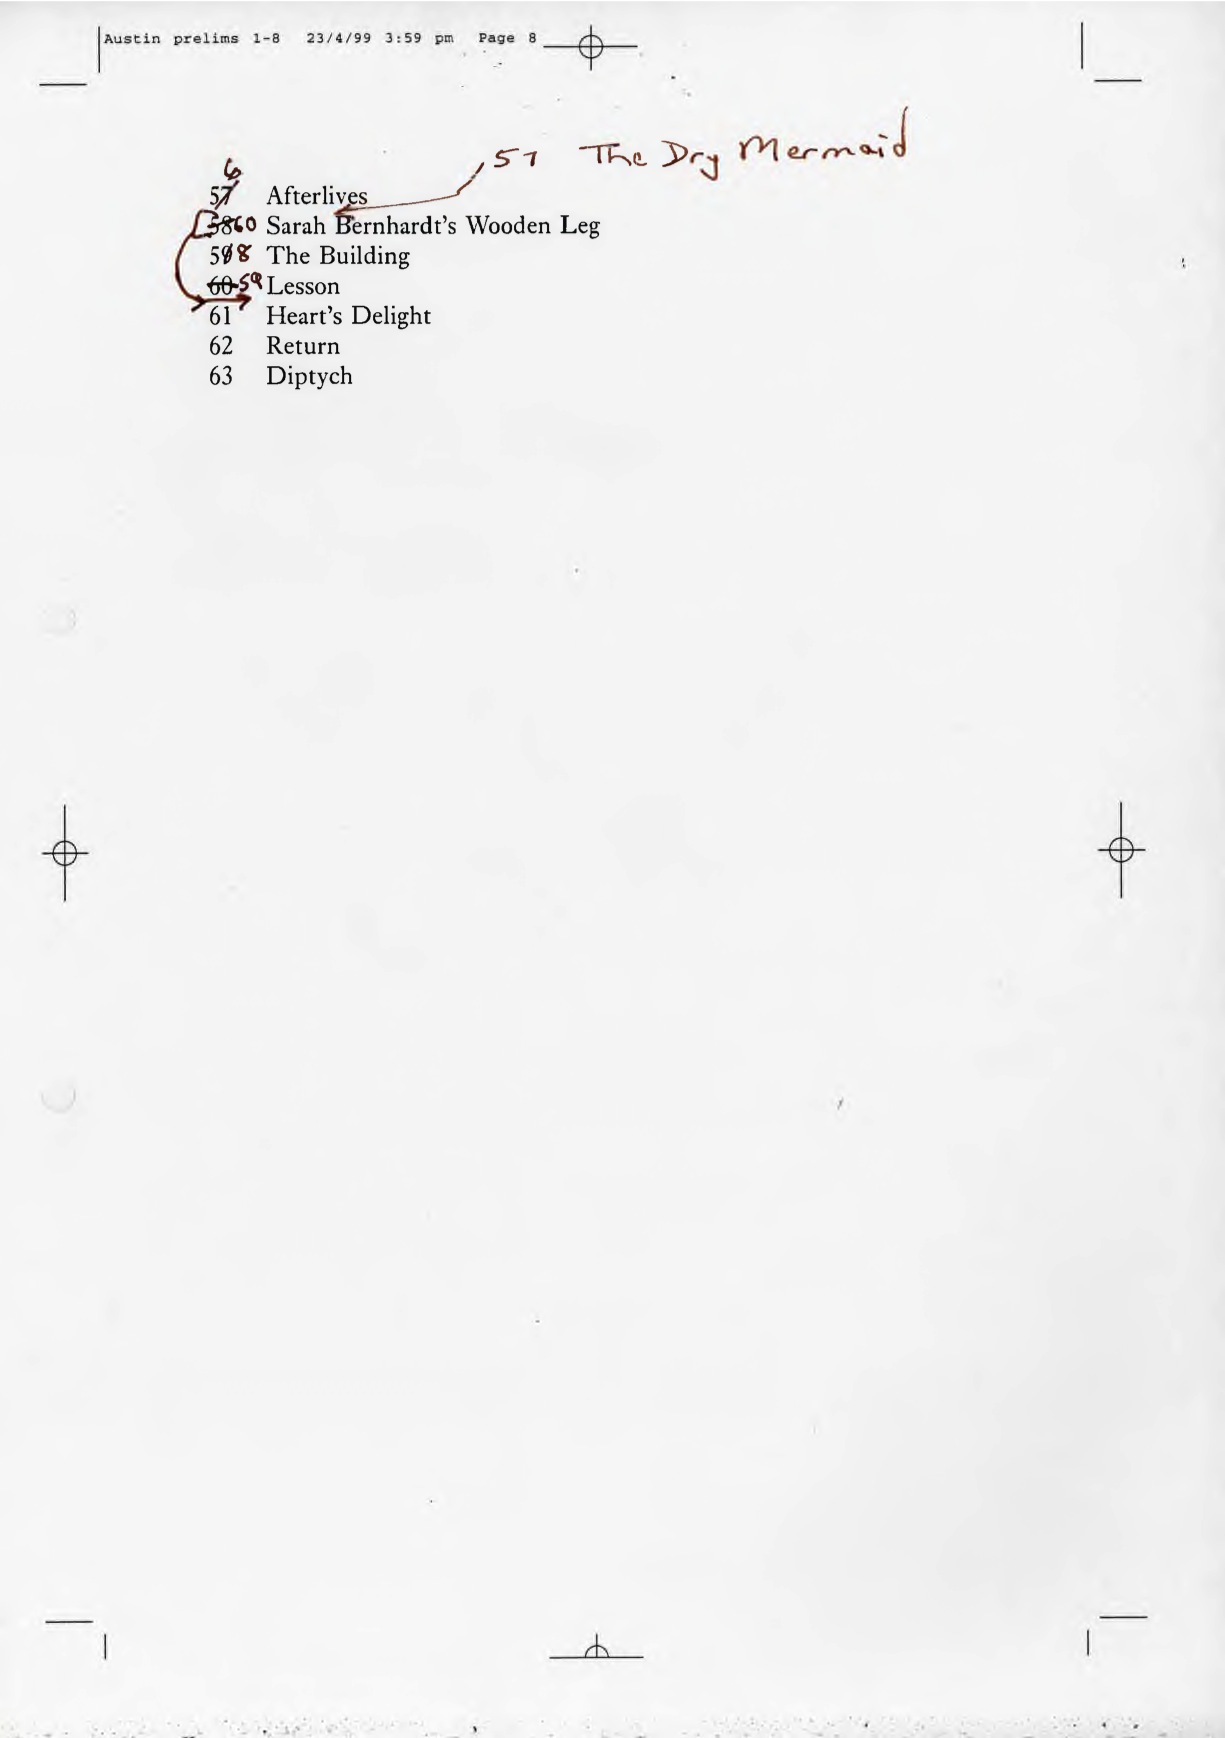 Austin prelims 1-8 23/4/99 3:59 pm Page 8
57 The Dry Mermaid
6
57 Afterlives
58 60 Sarah Bernhardt's Wooden Leg
59 8 The Building
60 59 Lesson
61 Heart's Delight
62 Return
63 Diptych